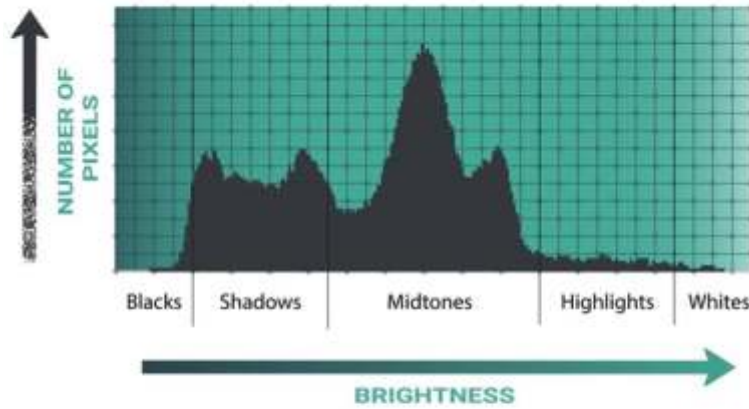 NUMBER OF
PIXELS
Blacks
Shadows
Midtones
Highlights
Whites
BRIGHTNESS